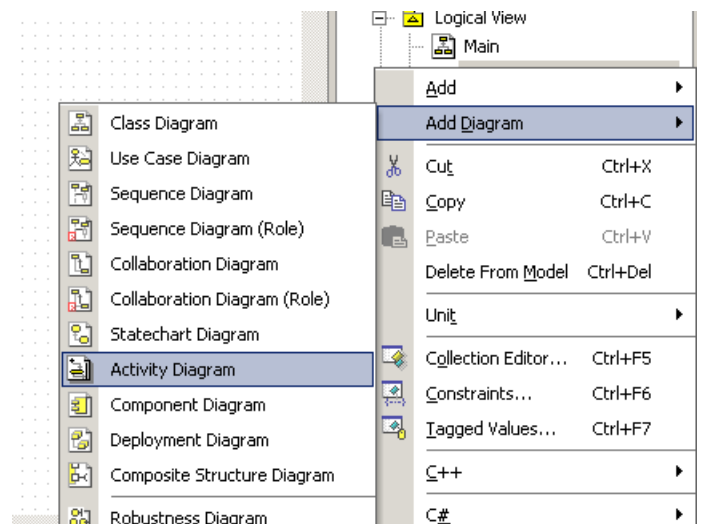 Logical View
Main
Add
Add Diagram
Cut Ctrl+X
Copy Ctrl+C
Paste Ctrl+V
Delete From Model Ctrl+Del
Unit
Collection Editor... Ctrl+F5
Constraints... Ctrl+F6
Tagged Values... Ctrl+F7
C++
C#
Class Diagram
Use Case Diagram
Sequence Diagram
Sequence Diagram (Role)
Collaboration Diagram
Collaboration Diagram (Role)
Statechart Diagram
Activity Diagram
Component Diagram
Deployment Diagram
Composite Structure Diagram
Robustness Diagram